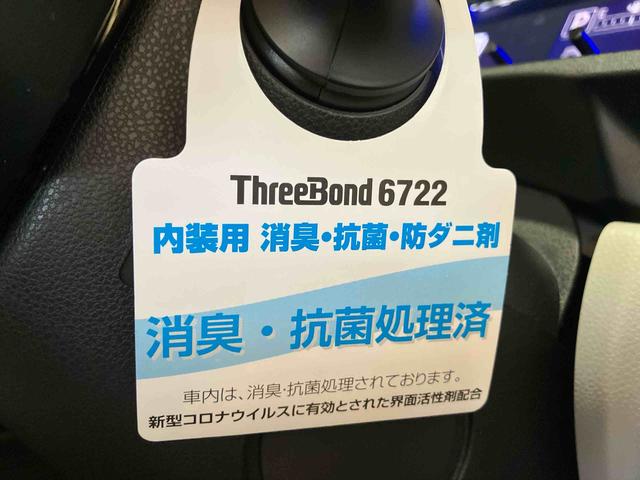 P
ThreeBond 6722
内装用 消臭・抗菌・防ダニ剤
消臭・抗菌処理済
車内は、消臭・抗菌処理されております。
新型コロナウイルスに有効とされた界面活性剤配合